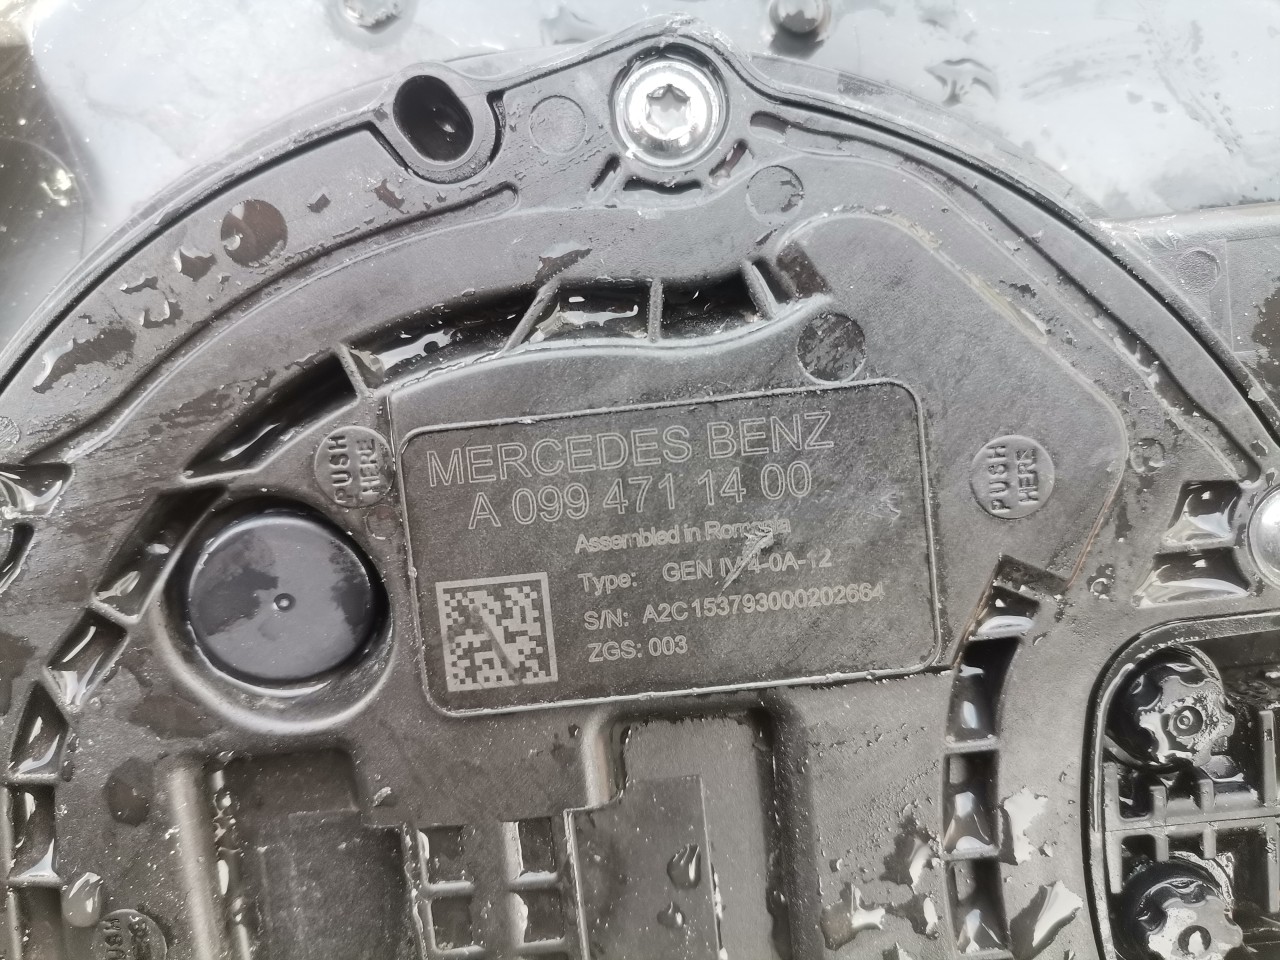 MERCEDES BENZ
A 099 471 14 00
Assembled in Romania
Type: GEN IV 4-0A-12
S/N: A2C153793000202664
ZGS: 003
PUSH
HERE
PUSH
HERE
PUSH